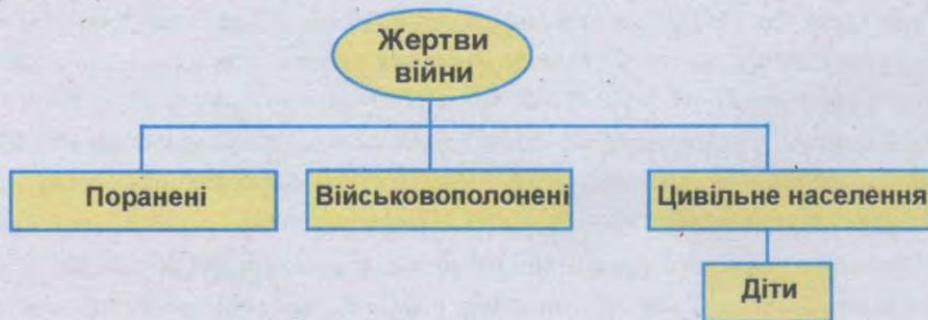 Жертви
війни
Поранені
Військовополонені
Цивільне населення
Діти